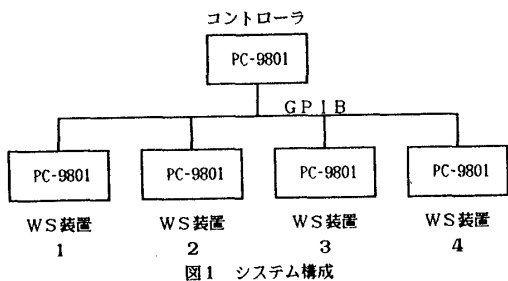 コントローラ
PC-9801
GPIB
PC-9801 PC-9801 PC-9801 PC-9801
WS装置 WS装置 WS装置 WS装置
1 2 3 4
図1 システム構成